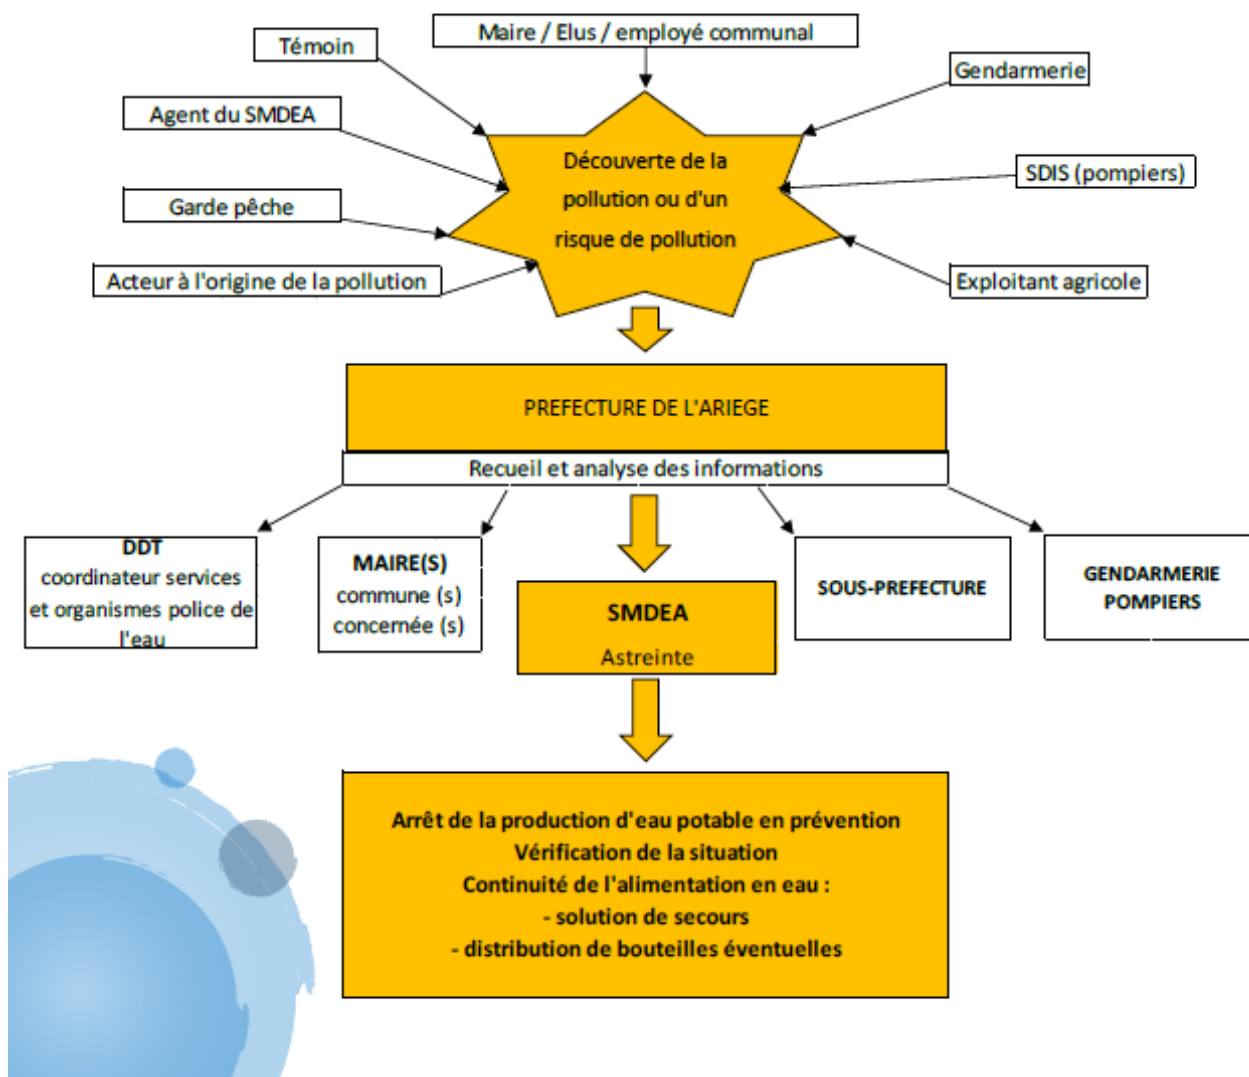 Maire / Elus / employé communal
Témoin
Gendarmerie
Agent du SMDEA
Découverte de la
pollution ou d'un
risque de pollution
SDIS (pompiers)
Garde pêche
Acteur à l'origine de la pollution
Exploitant agricole
PREFECTURE DE L'ARIEGE
Recueil et analyse des informations
DDT
coordinateur services
et organismes police de
l'eau
MAIRE(S)
commune (s)
concernée (s)
SMDEA
Astreinte
SOUS-PREFECTURE
GENDARMERIE
POMPIERS
Arrêt de la production d'eau potable en prévention
Vérification de la situation
Continuité de l'alimentation en eau :
- solution de secours
- distribution de bouteilles éventuelles